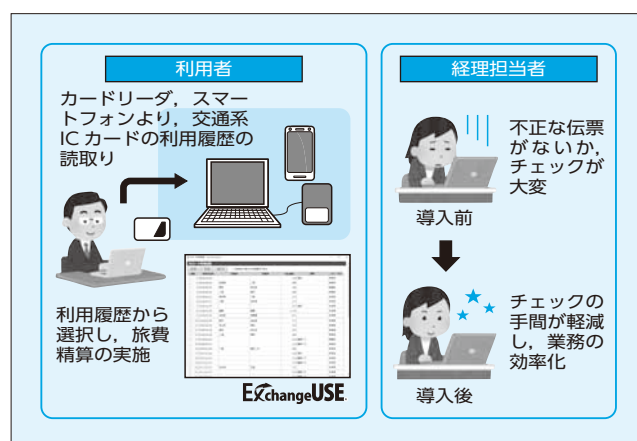 利用者
カードリーダ，スマー
トフォンより，交通系
IC カードの利用履歴の
読取り
利用履歴から
選択し，旅費
精算の実施
ExchangeUSE
経理担当者
不正な伝票
がないか，
チェックが
大変
導入前
チェックの
手間が軽減
し，業務の
効率化
導入後